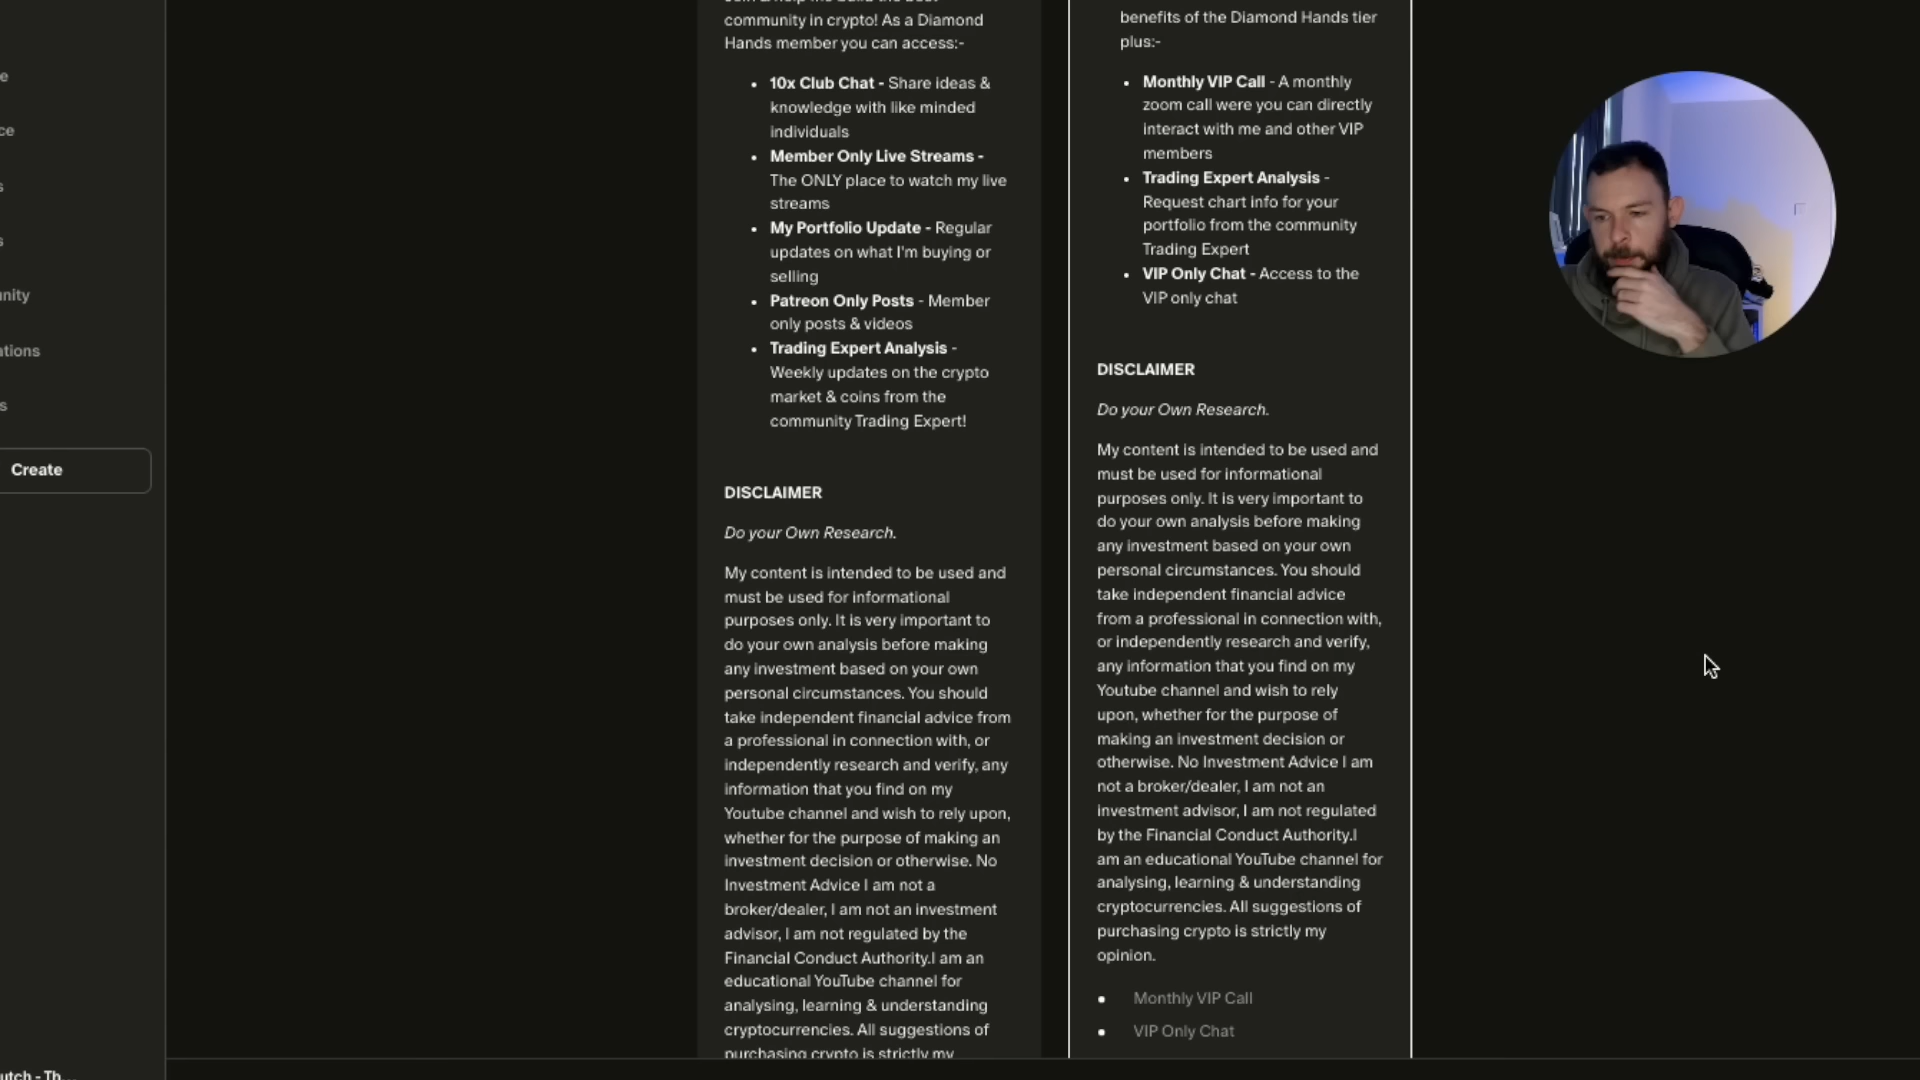 e
ce
s
s
unity
ations
s
Create
community in crypto! As a Diamond
Hands member you can access:-
10x Club Chat - Share ideas &
knowledge with like minded
individuals
Member Only Live Streams -
The ONLY place to watch my live
streams
My Portfolio Update - Regular
updates on what I'm buying or
selling
Patreon Only Posts - Member
only posts & videos
Trading Expert Analysis -
Weekly updates on the crypto
market & coins from the
community Trading Expert!
DISCLAIMER
Do your Own Research.
My content is intended to be used and
must be used for informational
purposes only. It is very important to
do your own analysis before making
any investment based on your own
personal circumstances. You should
take independent financial advice from
a professional in connection with, or
independently research and verify, any
information that you find on my
Youtube channel and wish to rely upon,
whether for the purpose of making an
investment decision or otherwise. No
Investment Advice I am not a
broker/dealer, I am not an investment
advisor, I am not regulated by the
Financial Conduct Authority.I am an
educational YouTube channel for
analysing, learning & understanding
cryptocurrencies. All suggestions of
purchasing crypto is strictly my
benefits of the Diamond Hands tier
plus:-
Monthly VIP Call - A monthly
zoom call were you can directly
interact with me and other VIP
members
Trading Expert Analysis -
Request chart info for your
portfolio from the community
Trading Expert
VIP Only Chat - Access to the
VIP only chat
DISCLAIMER
Do your Own Research.
My content is intended to be used and
must be used for informational
purposes only. It is very important to
do your own analysis before making
any investment based on your own
personal circumstances. You should
take independent financial advice
from a professional in connection with,
or independently research and verify,
any information that you find on my
Youtube channel and wish to rely
upon, whether for the purpose of
making an investment decision or
otherwise. No Investment Advice I am
not a broker/dealer, I am not an
investment advisor, I am not regulated
by the Financial Conduct Authority.I
am an educational YouTube channel for
analysing, learning & understanding
cryptocurrencies. All suggestions of
purchasing crypto is strictly my
opinion.
Monthly VIP Call
VIP Only Chat
utch - Th...